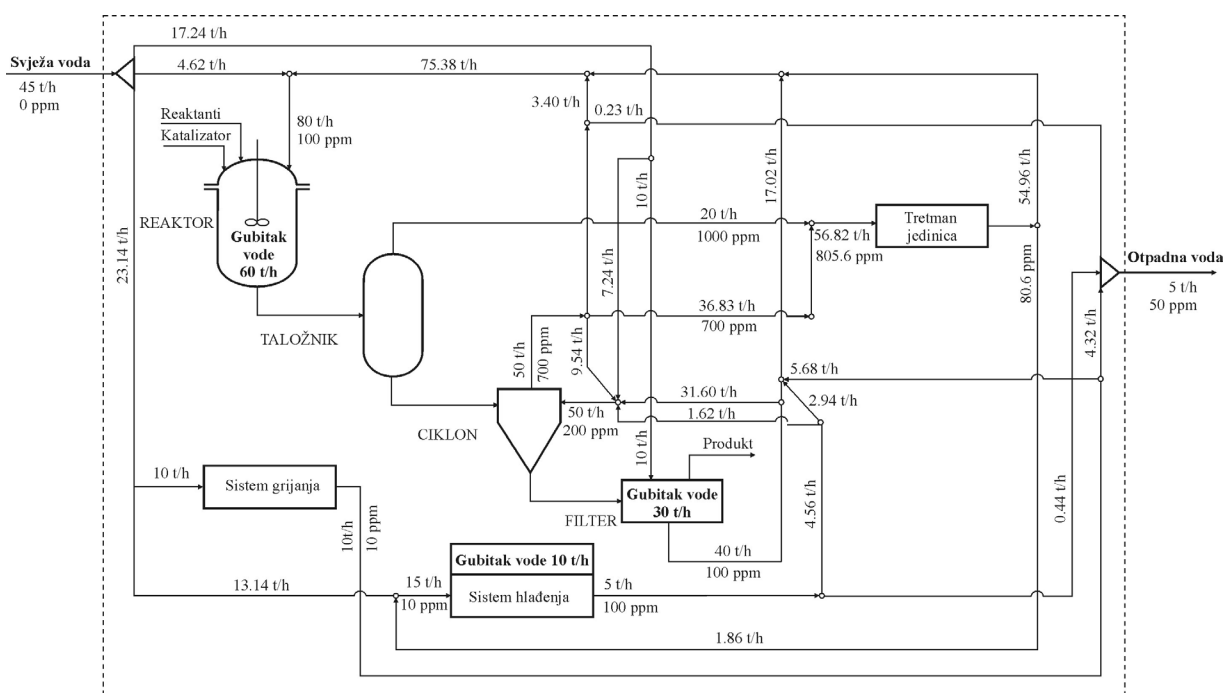 17.24 t/h
Svježa voda
45 t/h
0 ppm
4.62 t/h
75.38 t/h
3.40 t/h
0.23 t/h
Reaktanti
Katalizator
80 t/h
100 ppm
REAKTOR
Gubitak
vode
60 t/h
23.14 t/h
10 t/h
17.02 t/h
54.96 t/h
20 t/h
1000 ppm
56.82 t/h
805.6 ppm
Tretman
jedinica
80.6 ppm
Otpadna voda
5 t/h
50 ppm
7.24 t/h
36.83 t/h
700 ppm
4.32 t/h
TALOŽNIK
50 t/h
700 ppm
9.54 t/h
5.68 t/h
31.60 t/h
2.94 t/h
1.62 t/h
50 t/h
200 ppm
CIKLON
10 t/h
Produkt
10 t/h
Sistem grijanja
Gubitak vode
30 t/h
FILTER
4.56 t/h
0.44 t/h
10t/h
10 ppm
40 t/h
100 ppm
Gubitak vode 10 t/h
13.14 t/h
15 t/h
10 ppm
Sistem hlađenja
5 t/h
100 ppm
1.86 t/h